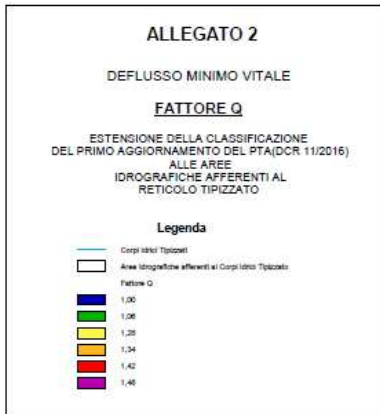 ALLEGATO 2
DEFLUSSO MINIMO VITALE
FATTORE Q
ESTENSIONE DELLA CLASSIFICAZIONE
DEL PRIMO AGGIORNAMENTO DEL PTA(DCR 11/2016)
ALLE AREE
IDROGRAFICHE AFFERENTI AL
RETICOLO TIPIZZATO
Legenda
Corpi Idrici Tipizzati
Aree Idrografiche afferenti ai Corpi Idrici Tipizzato
Fattore Q
1,00
1,06
1,34
1,42